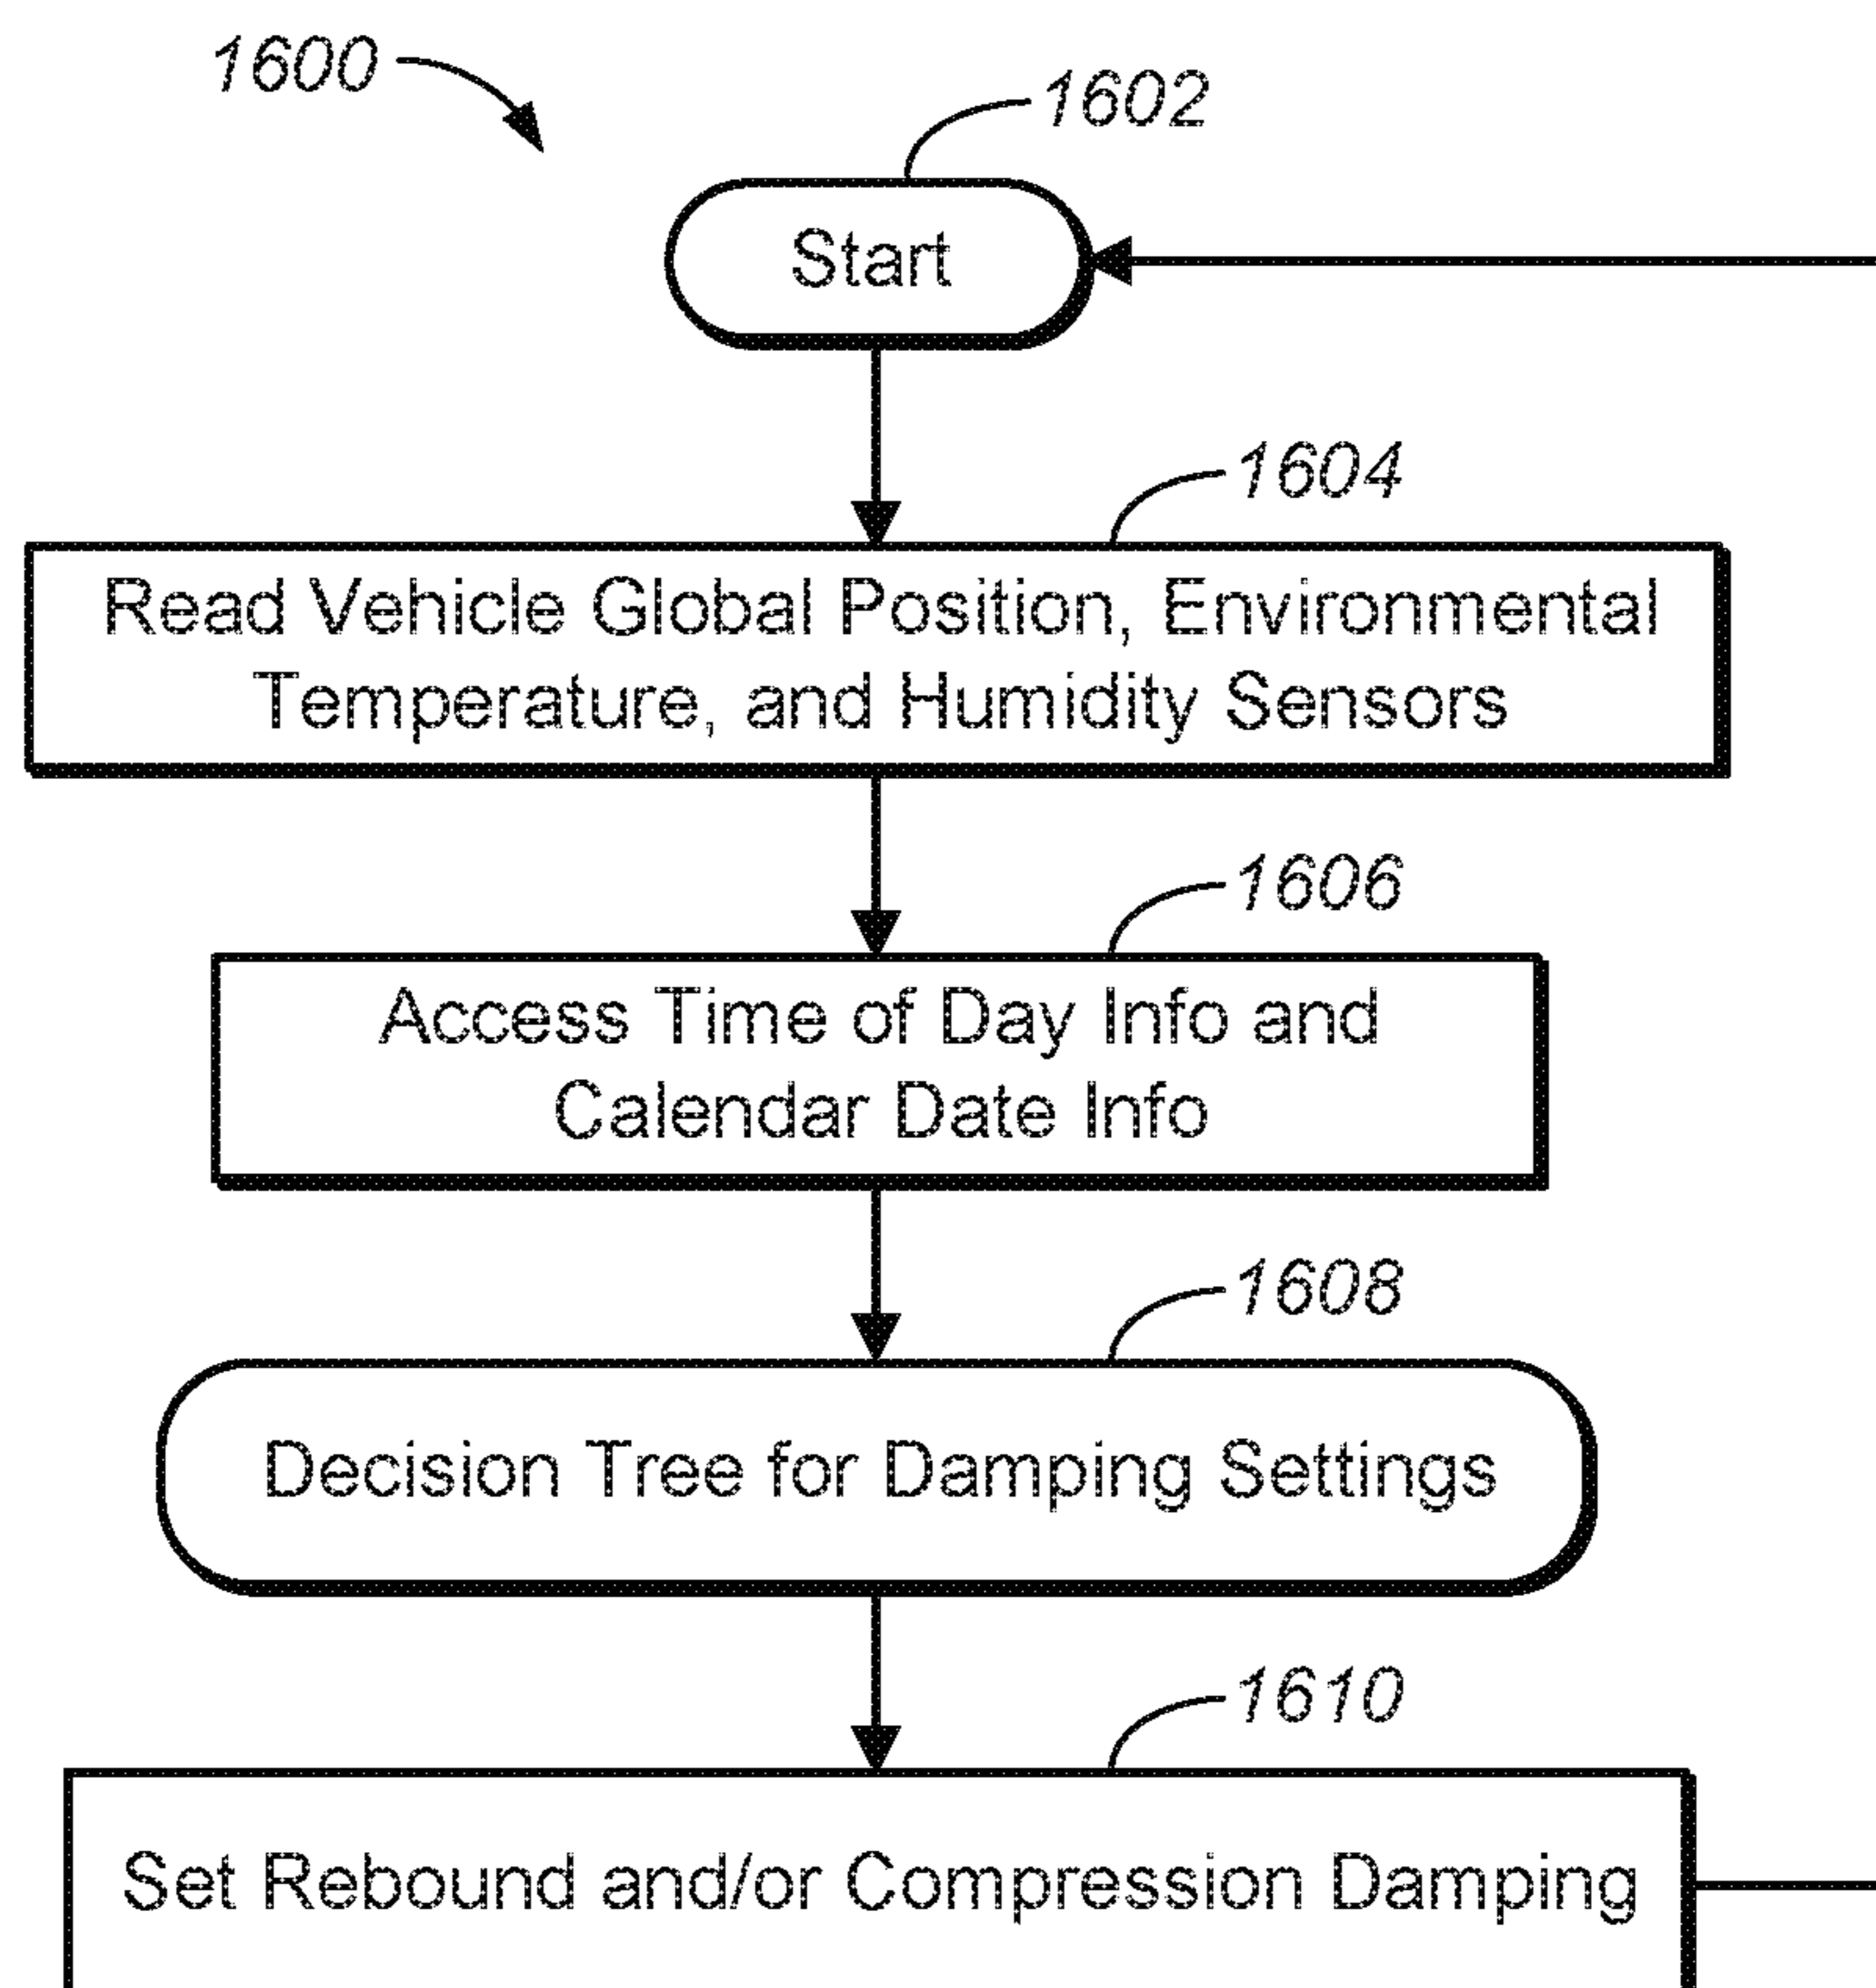 1600
1602
Start
1604
Read Vehicle Global Position, Environmental
Temperature, and Humidity Sensors
1606
Access Time of Day Info and
Calendar Date Info
1608
Decision Tree for Damping Settings
1610
Set Rebound and/or Compression Damping